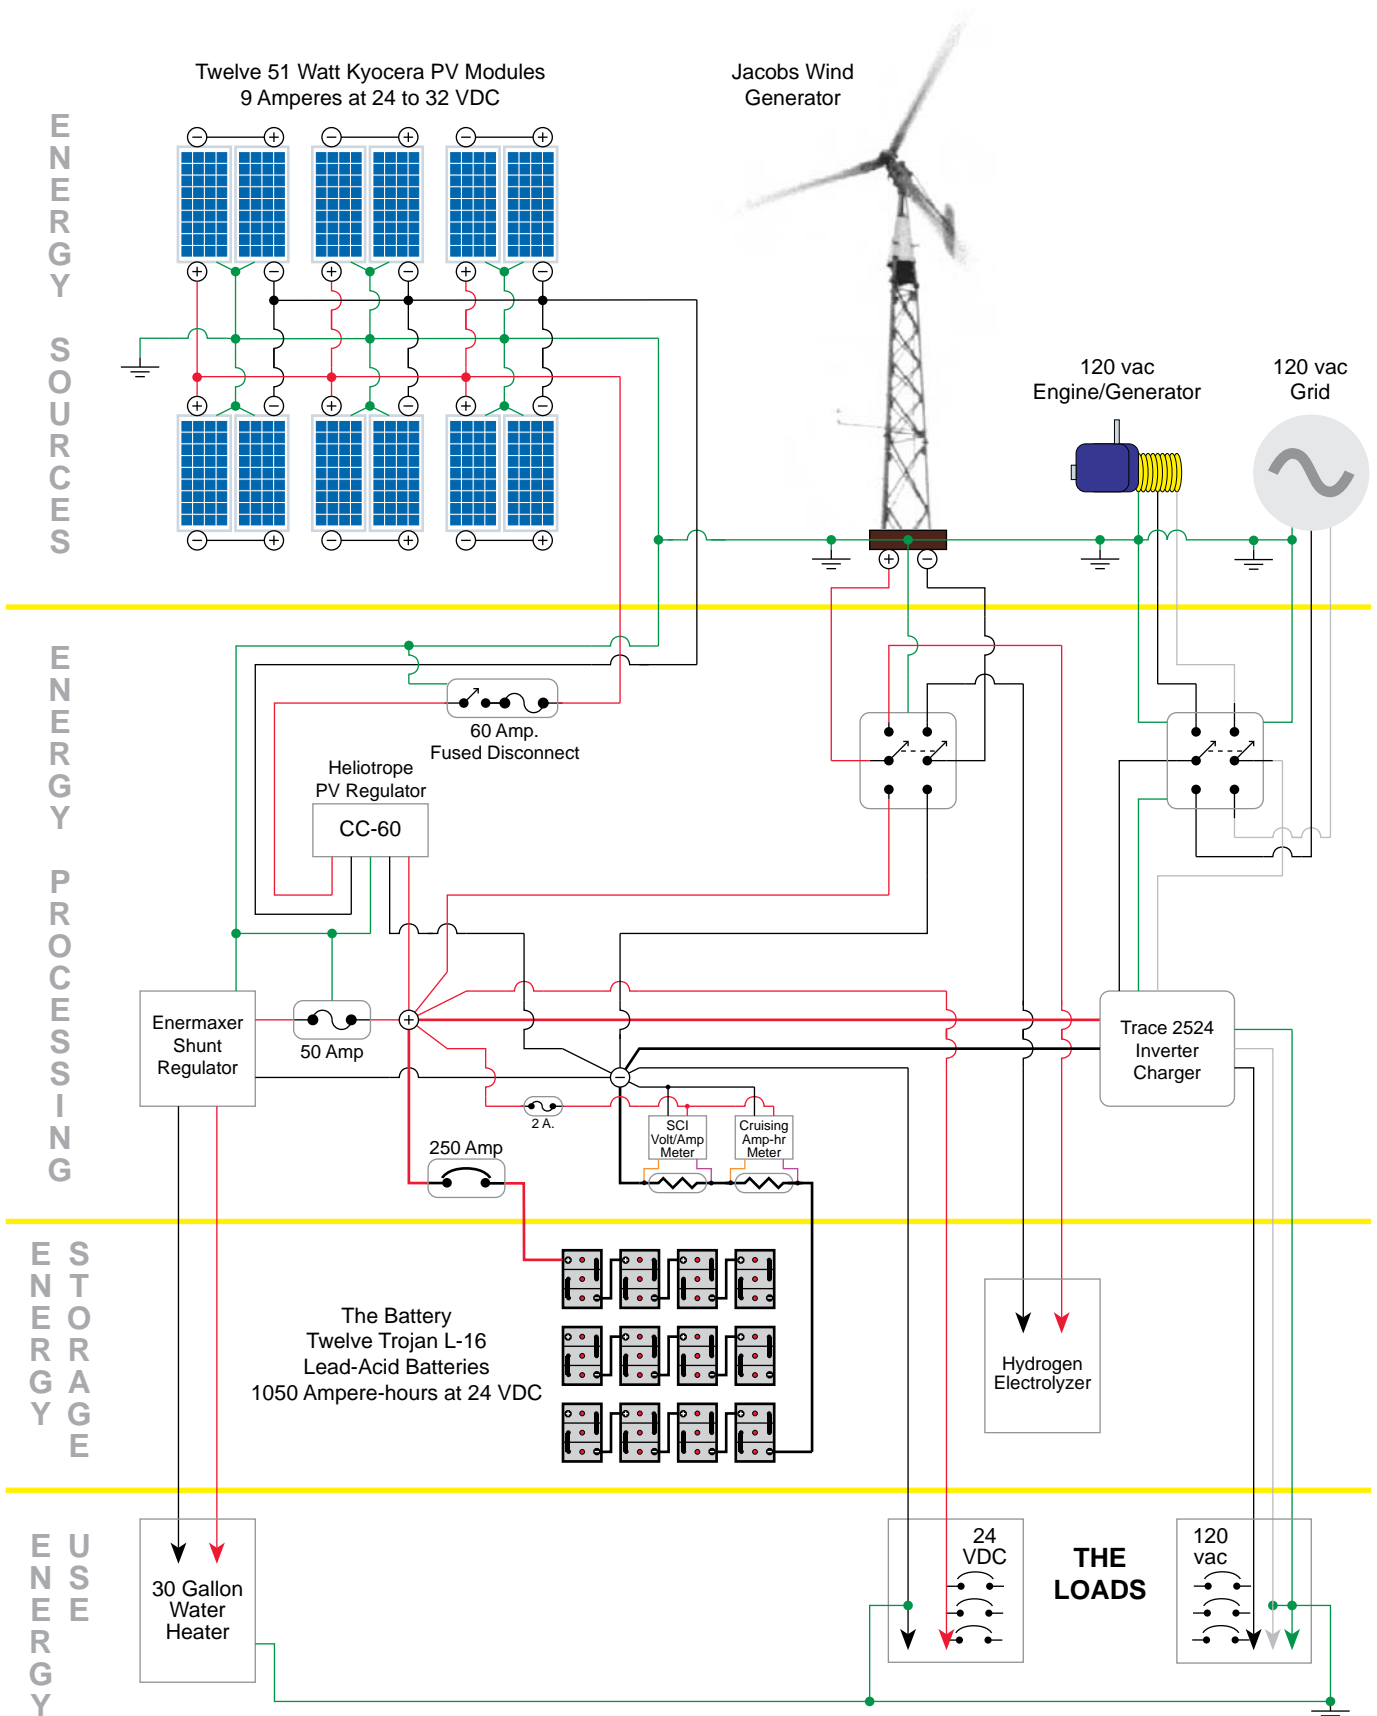 Twelve 51 Watt Kyocera PV Modules
9 Amperes at 24 to 32 VDC
Jacobs Wind
Generator
ENERGY SOURCES
120 vac
Engine/Generator
120 vac
Grid
ENERGY PROCESSING
60 Amp.
Fused Disconnect
Heliotrope
PV Regulator
CC-60
Enermaxer
Shunt
Regulator
50 Amp
Trace 2524
Inverter
Charger
2 A.
SCI
Volt/Amp
Meter
Cruising
Amp-hr
Meter
250 Amp
ENERGY
STORAGE
The Battery
Twelve Trojan L-16
Lead-Acid Batteries
1050 Ampere-hours at 24 VDC
Hydrogen
Electrolyzer
ENERGY
USE
30 Gallon
Water
Heater
24
VDC
THE
LOADS
120
vac